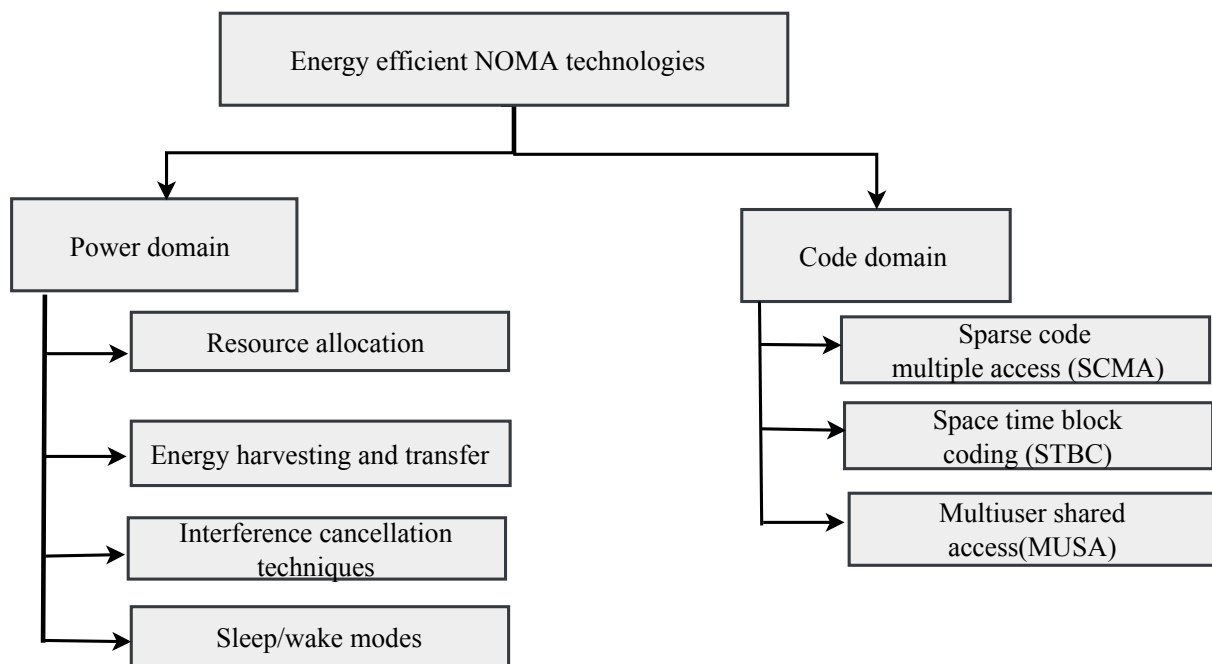 Energy efficient NOMA technologies
Power domain
Resource allocation
Energy harvesting and transfer
Interference cancellation
techniques
Sleep/wake modes
Code domain
Sparse code
multiple access (SCMA)
Space time block
coding (STBC)
Multiuser shared
access(MUSA)